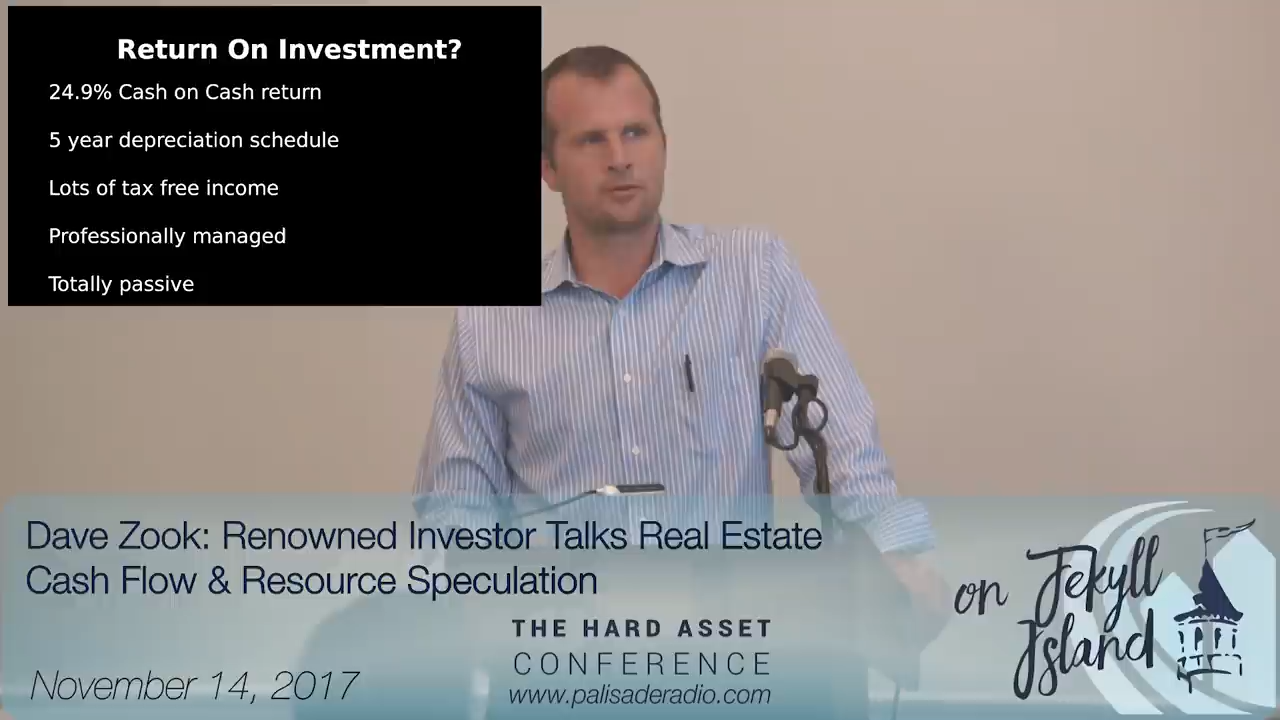 Return On Investment?
24.9% Cash on Cash return
5 year depreciation schedule
Lots of tax free income
Professionally managed
Totally passive
Dave Zook: Renowned Investor Talks Real Estate
Cash Flow & Resource Speculation
on Jekyll
Island
THE HARD ASSET
CONFERENCE
www.palisaderadio.com
November 14, 2017